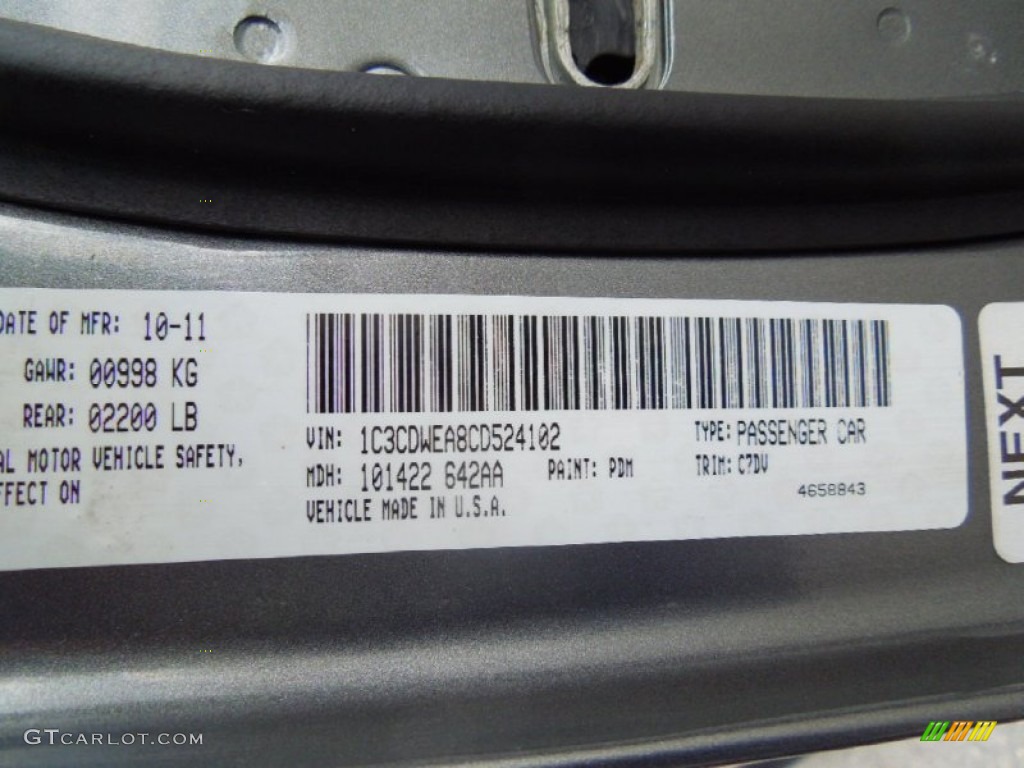 DATE OF MFR: 10-11
GAWR: 00998 KG
REAR: 02200 LB
AL MOTOR VEHICLE SAFETY,
FFECT ON
VIN: 1C3CDWEA8CD524102
TYPE: PASSENGER CAR
MDH: 101422 642AA
PAINT: PDM
TRIM: C7DV
VEHICLE MADE IN U.S.A.
4658843
NEXT
GTCARLOT.COM